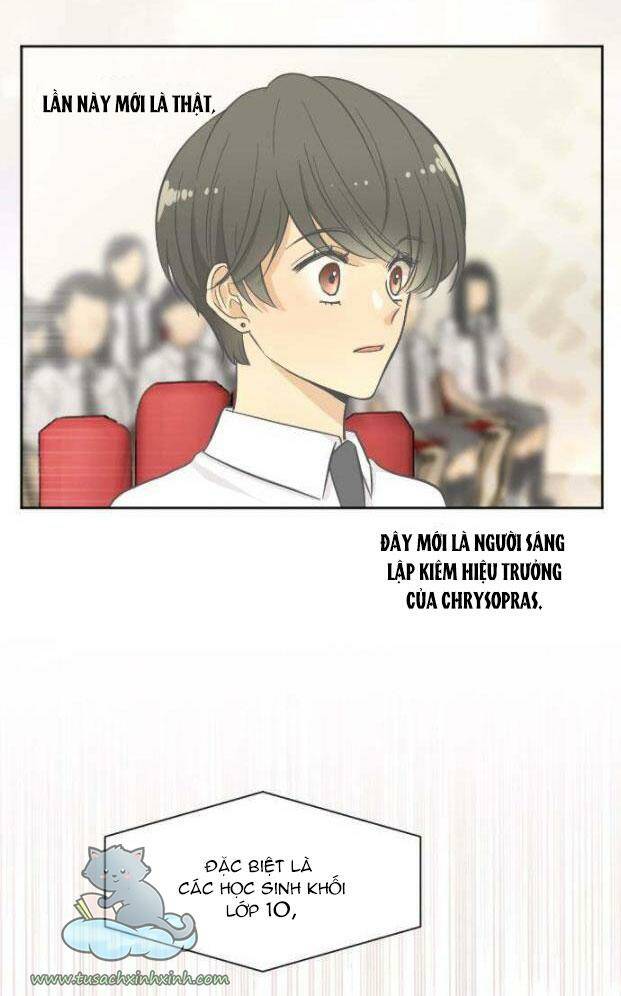 LẦN NÀY MỚI LÀ THẬT.
ĐÂY MỚI LÀ NGƯỜI SÁNG
LẬP KIÊM HIỆU TRƯỞNG
CỦA CHRYSOPRAS.
ĐẶC BIỆT LÀ
CÁC HỌC SINH KHỐI
LỚP 10,
www.tusachxinhxinh.com